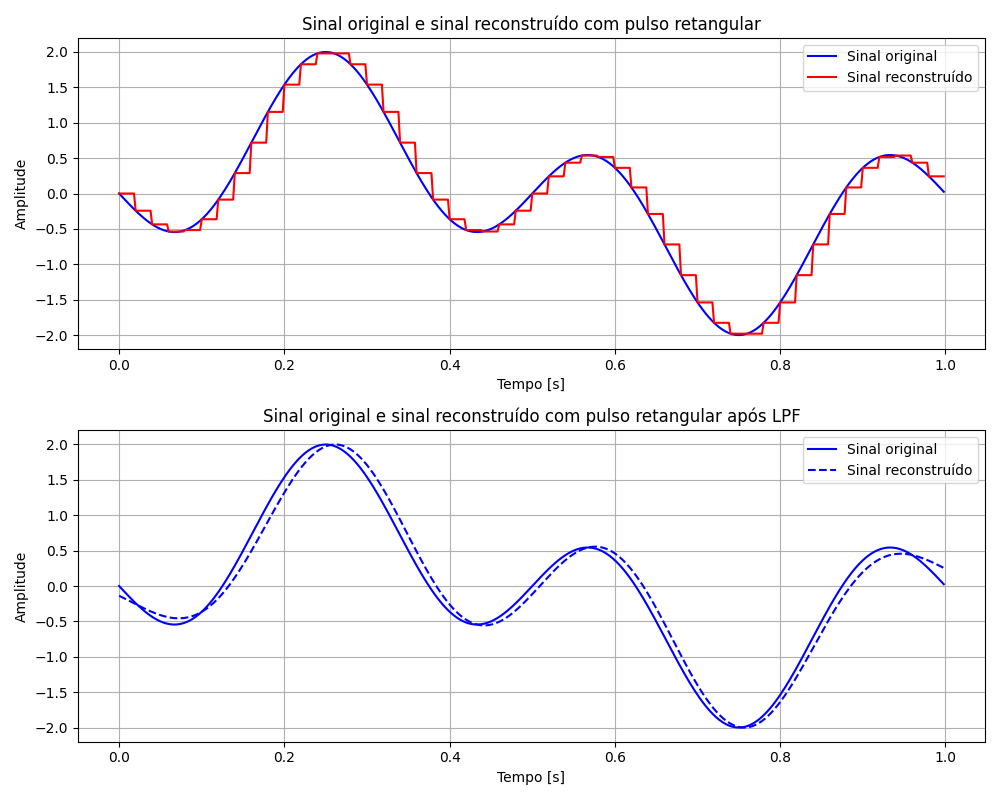 Sinal original e sinal reconstruído com pulso retangular
Sinal original
Sinal reconstruído
Amplitude
2.0
1.5
1.0
0.5
0.0
−0.5
−1.0
−1.5
−2.0
0.0 0.2 0.4 0.6 0.8 1.0
Tempo [s]
Sinal original e sinal reconstruído com pulso retangular após LPF
Sinal original
Sinal reconstruído
Amplitude
2.0
1.5
1.0
0.5
0.0
−0.5
−1.0
−1.5
−2.0
0.0 0.2 0.4 0.6 0.8 1.0
Tempo [s]